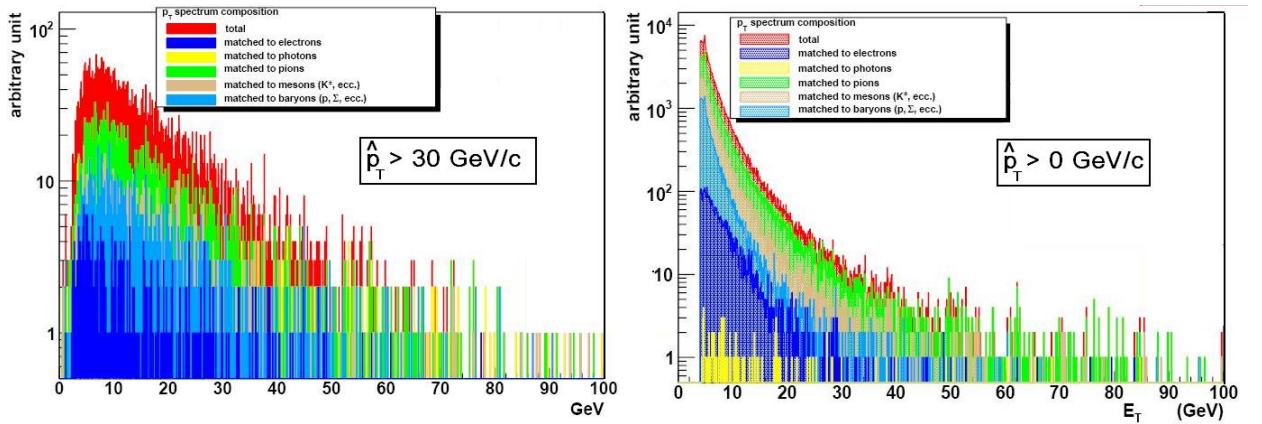 p_T spectrum composition
total
matched to electrons
matched to photons
matched to pions
matched to mesons (K°, ecc.)
matched to baryons (p, Σ, ecc.)
p̂_T > 30 GeV/c
arbitrary unit
10²
10
1
0 10 20 30 40 50 60 70 80 90 100
GeV
p_T spectrum composition
total
matched to electrons
matched to photons
matched to pions
matched to mesons (K°, ecc.)
matched to baryons (p, Σ, ecc.)
p̂_T > 0 GeV/c
arbitrary unit
10⁴
10³
10²
10
1
0 10 20 30 40 50 60 70 80 90 100
E_T (GeV)